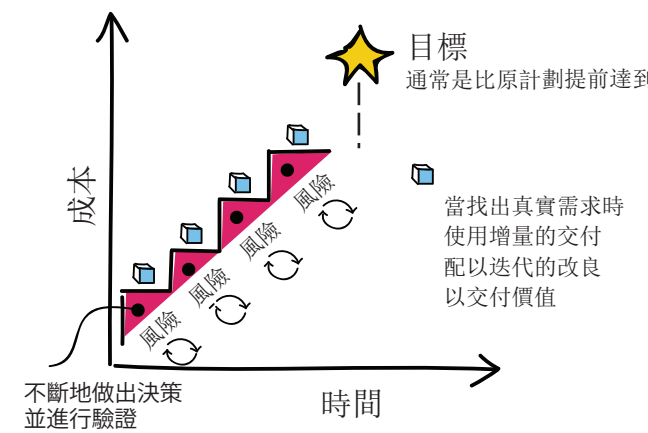 目標
通常是比原計劃提前達到
成本
風險
風險
風險
風險
當找出真實需求時
使用增量的交付
配以迭代的改良
以交付價值
不斷地做出決策
並進行驗證
時間